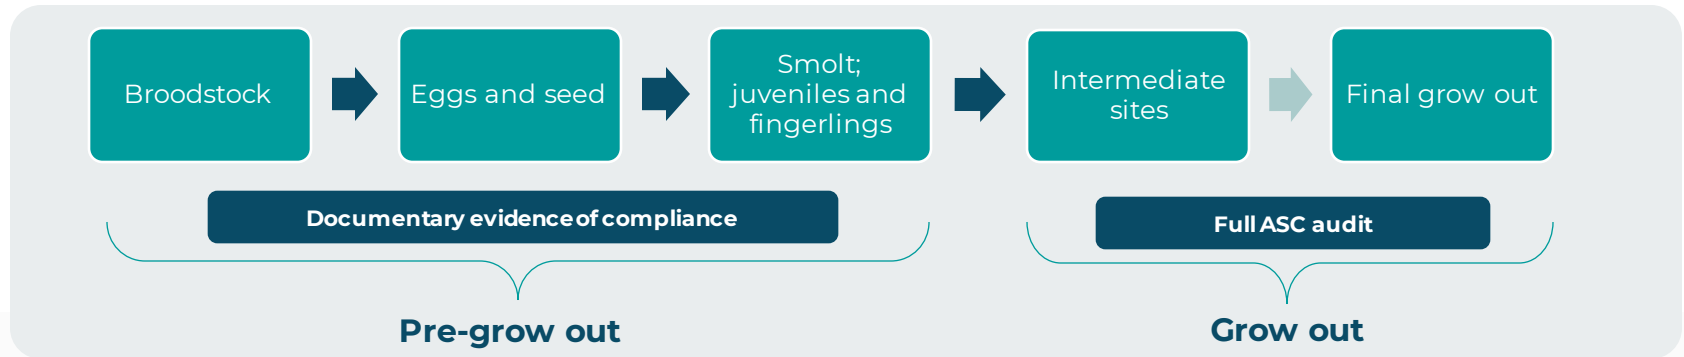 Broodstock
Eggs and seed
Smolt;
juveniles and
fingerlings
Intermediate
sites
Final grow out
Documentary evidence of compliance
Full ASC audit
Pre-grow out
Grow out